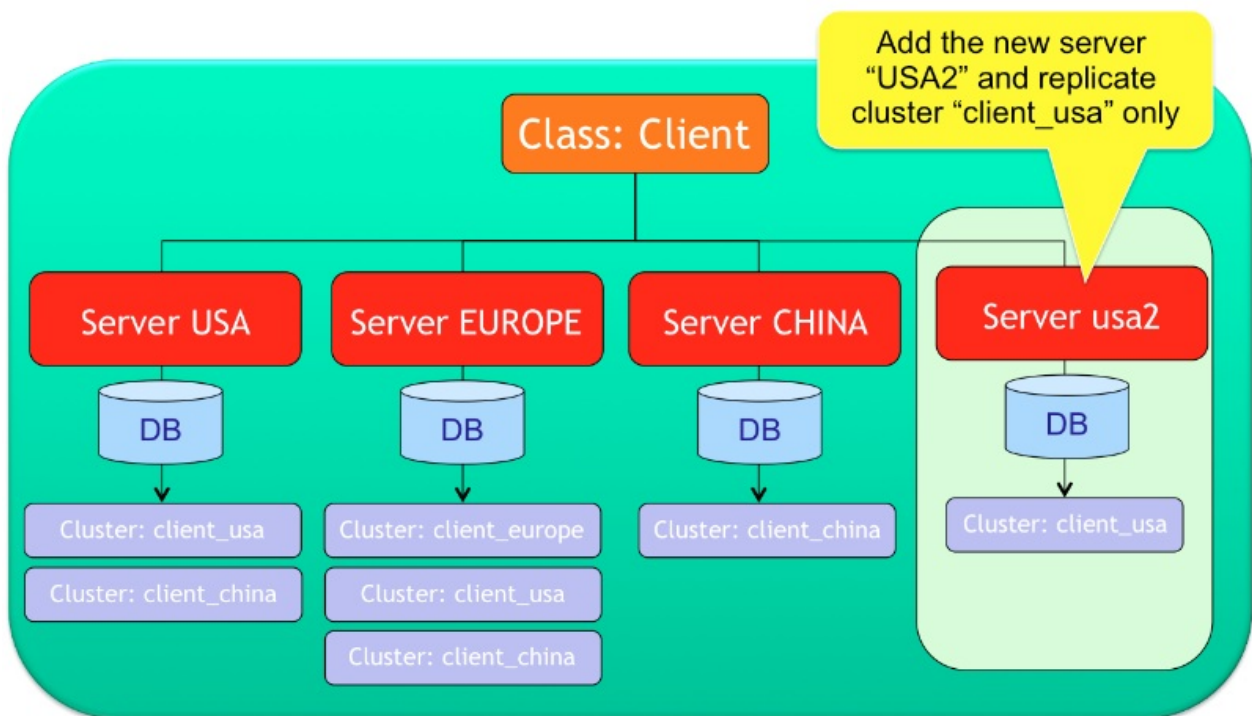 Add the new server
“USA2” and replicate
cluster “client_usa” only
Class: Client
Server USA
Server EUROPE
Server CHINA
Server usa2
DB
DB
DB
DB
Cluster: client_usa
Cluster: client_europe
Cluster: client_china
Cluster: client_usa
Cluster: client_china
Cluster: client_usa
Cluster: client_china